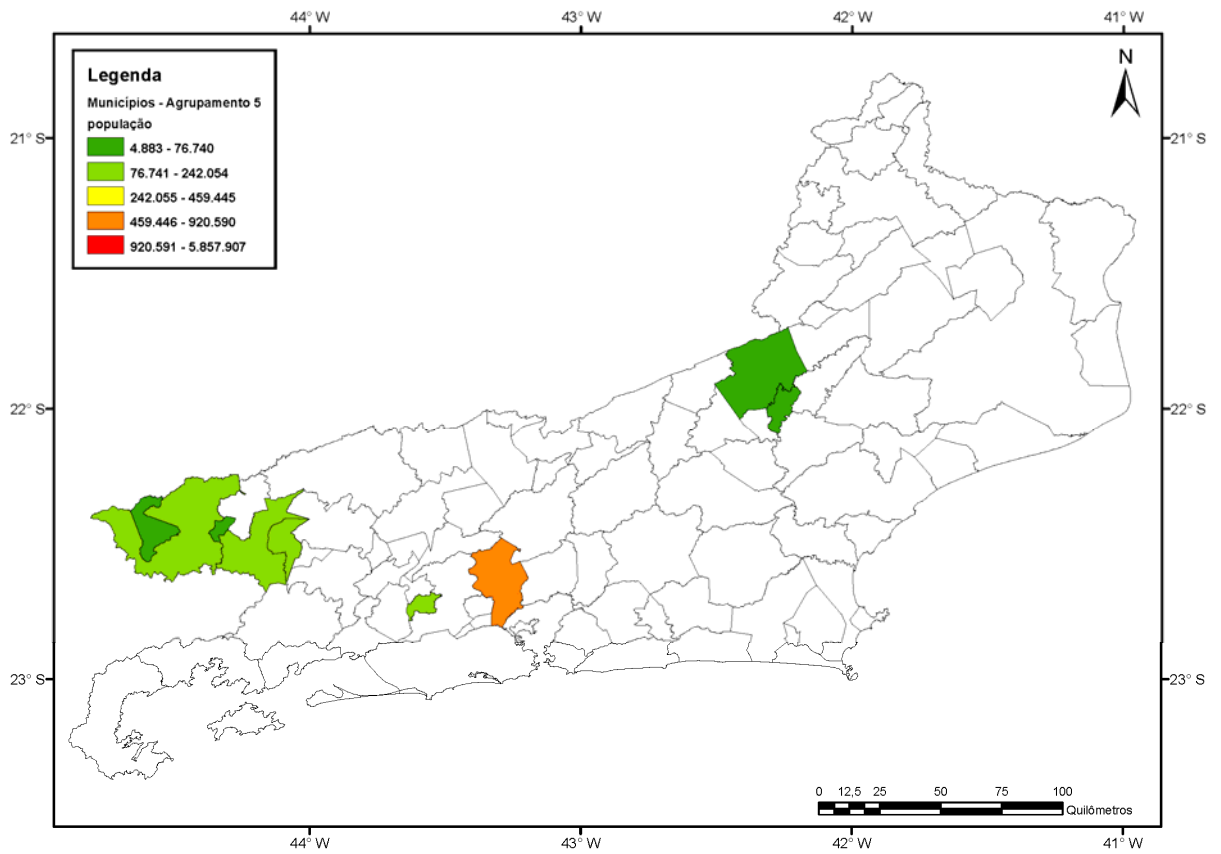 44° W 43° W 42° W 41° W
Legenda
Municípios - Agrupamento 5
população
4.883 - 76.740
76.741 - 242.054
242.055 - 459.445
459.446 - 920.590
920.591 - 5.857.907
N
21° S 21° S
22° S 22° S
23° S 23° S
0 12,5 25 50 75 100
Quilômetros
44° W 43° W 42° W 41° W